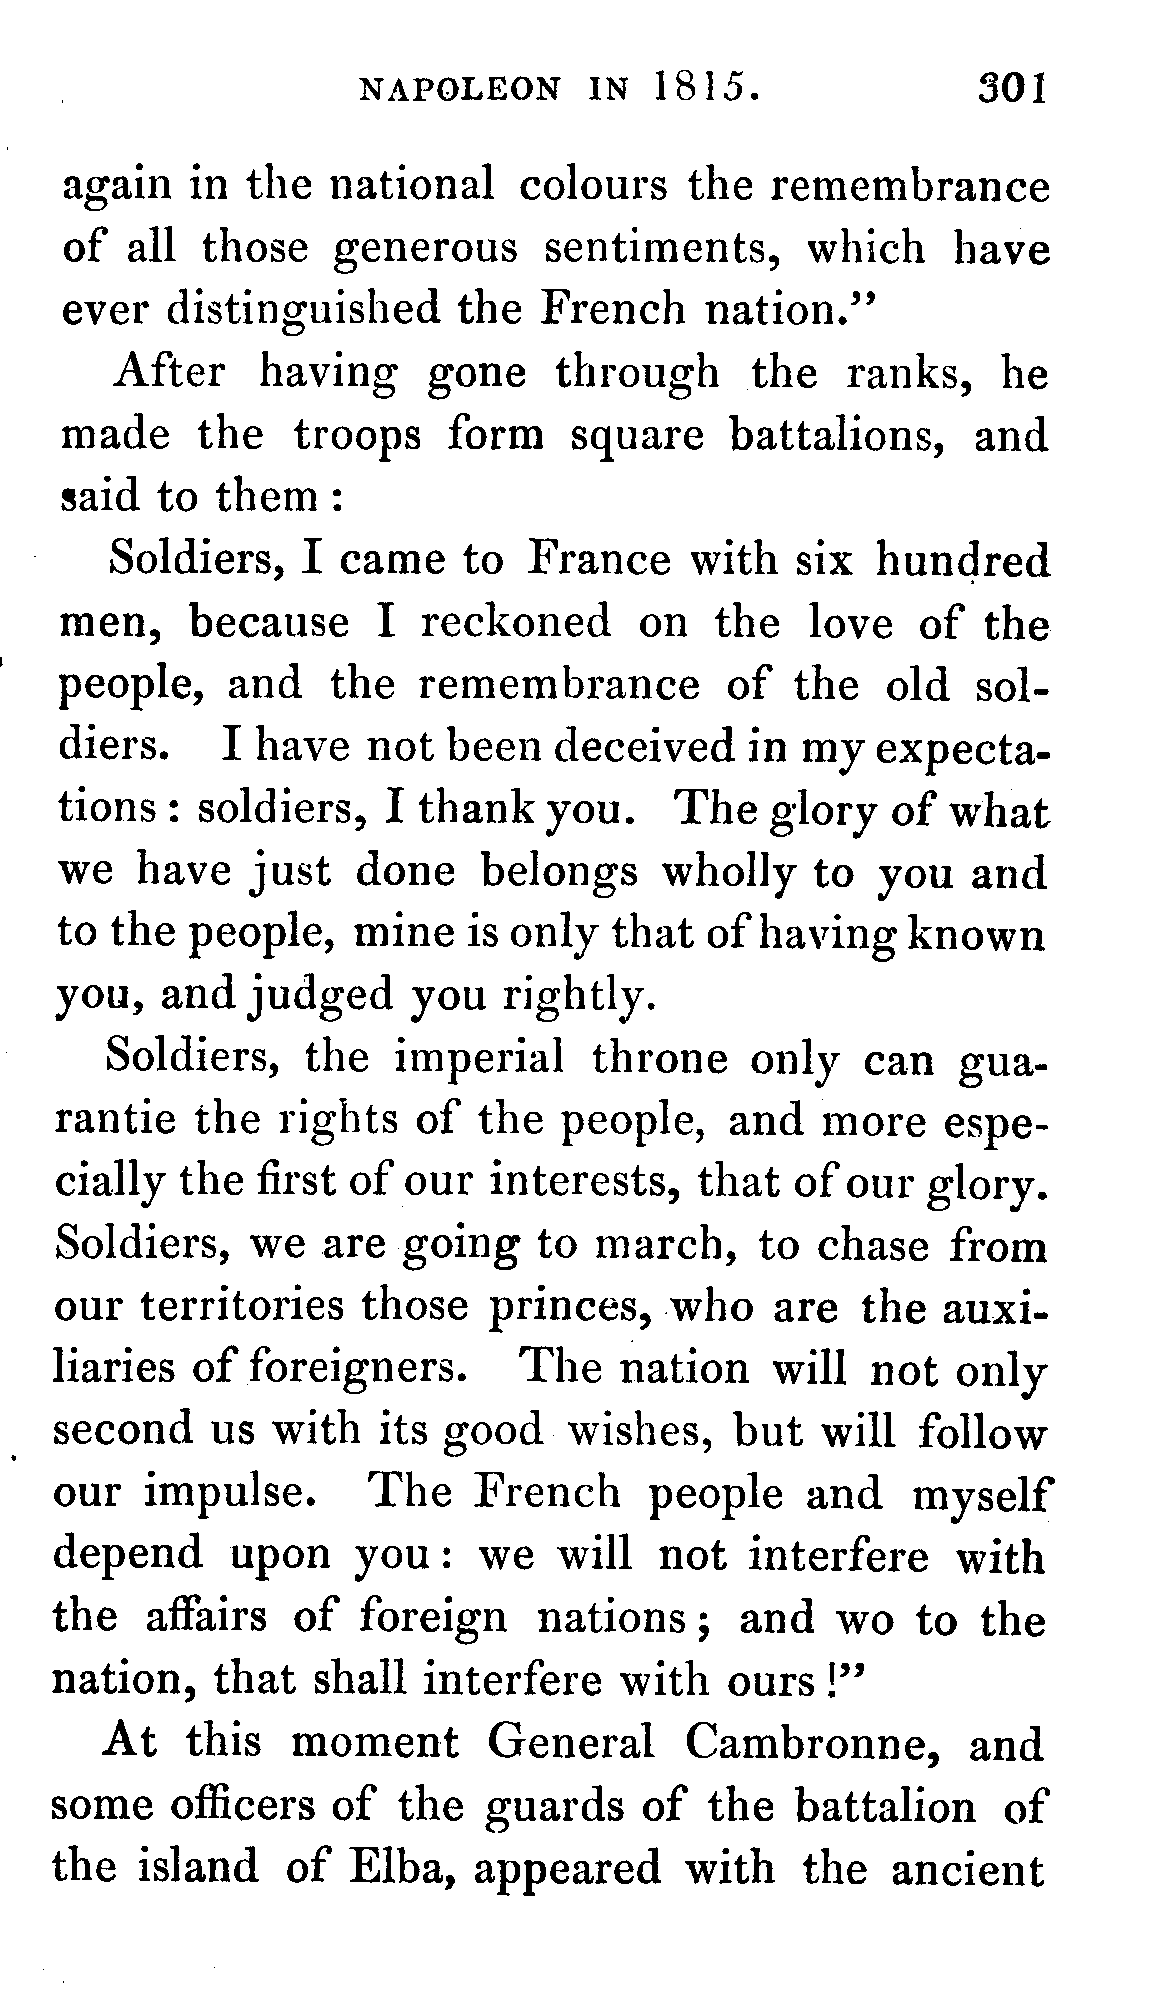 NAPOLEON IN 1815. 301
again in the national colours the remembrance
of all those generous sentiments, which have
ever distinguished the French nation.”
After having gone through the ranks, he
made the troops form square battalions, and
said to them :
Soldiers, I came to France with six hundred
men, because I reckoned on the love of the
people, and the remembrance of the old sol-
diers. I have not been deceived in my expecta-
tions : soldiers, I thank you. The glory of what
we have just done belongs wholly to you and
to the people, mine is only that of having known
you, and judged you rightly.
Soldiers, the imperial throne only can gua-
rantie the rights of the people, and more espe-
cially the first of our interests, that of our glory.
Soldiers, we are going to march, to chase from
our territories those princes, who are the auxi-
liaries of foreigners. The nation will not only
second us with its good wishes, but will follow
our impulse. The French people and myself
depend upon you : we will not interfere with
the affairs of foreign nations ; and wo to the
nation, that shall interfere with ours !”
At this moment General Cambronne, and
some officers of the guards of the battalion of
the island of Elba, appeared with the ancient